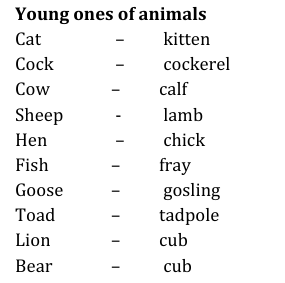 Young ones of animals
Cat – kitten
Cock – cockerel
Cow – calf
Sheep - lamb
Hen – chick
Fish – fray
Goose – gosling
Toad – tadpole
Lion – cub
Bear – cub